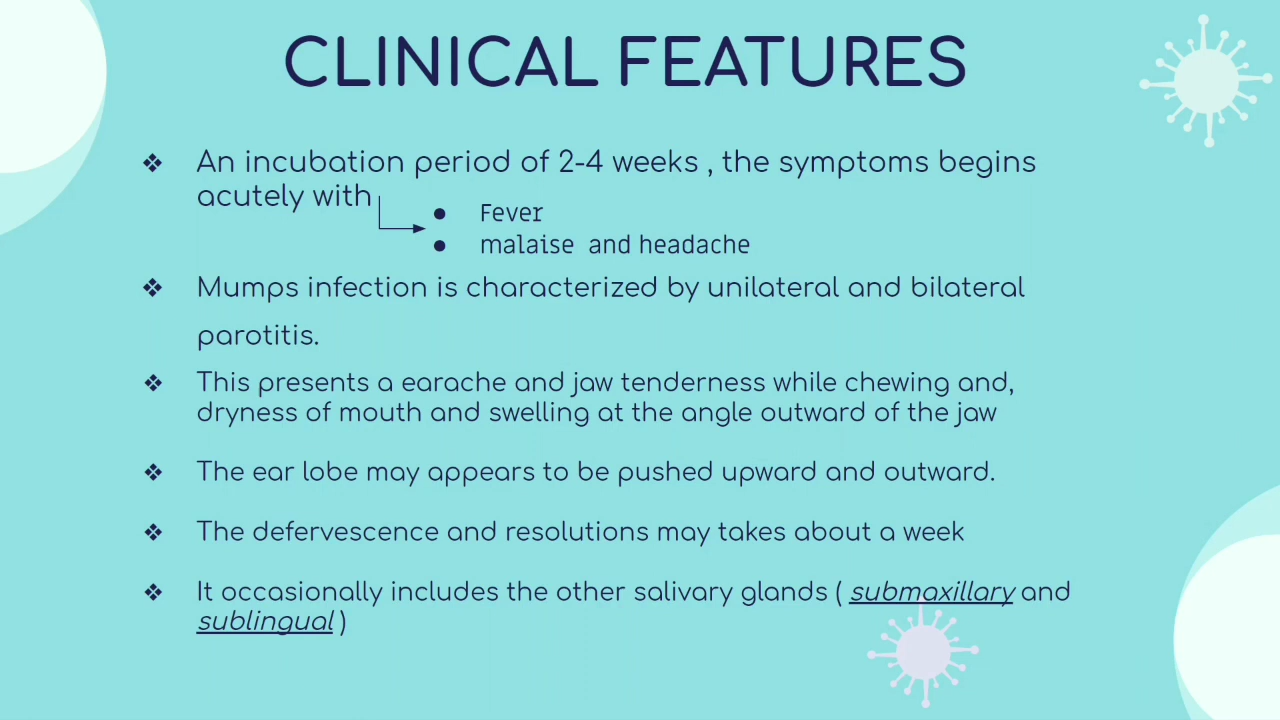 CLINICAL FEATURES
❖ An incubation period of 2-4 weeks , the symptoms begins
acutely with
● Fever
● malaise and headache
❖ Mumps infection is characterized by unilateral and bilateral
parotitis.
❖ This presents a earache and jaw tenderness while chewing and,
dryness of mouth and swelling at the angle outward of the jaw
❖ The ear lobe may appears to be pushed upward and outward.
❖ The defervescence and resolutions may takes about a week
❖ It occasionally includes the other salivary glands ( submaxillary and
sublingual )